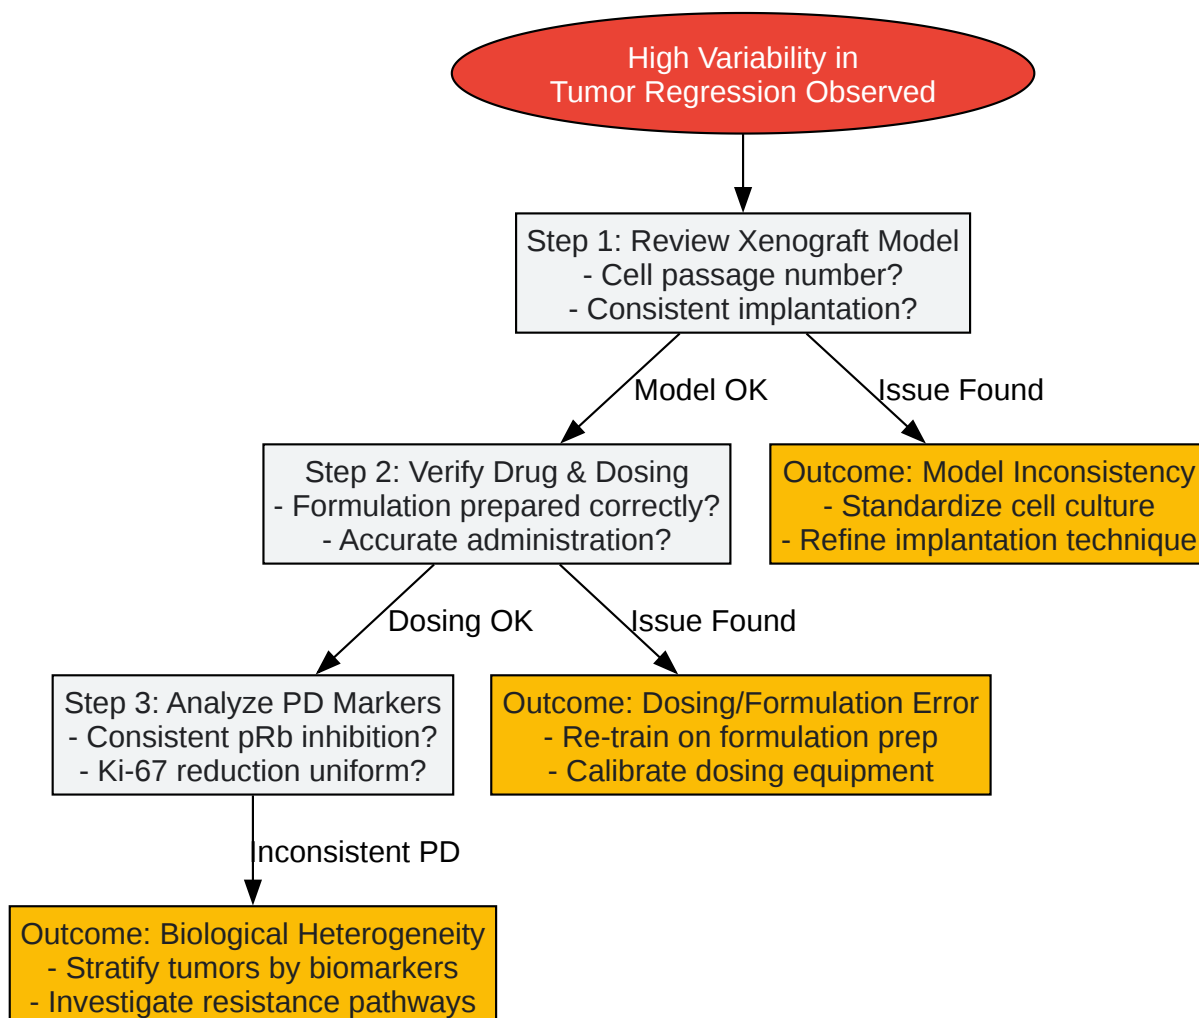 High Variability in
Tumor Regression Observed
Step 1: Review Xenograft Model
- Cell passage number?
- Consistent implantation?
Model OK
Issue Found
Step 2: Verify Drug & Dosing
- Formulation prepared correctly?
- Accurate administration?
Outcome: Model Inconsistency
- Standardize cell culture
- Refine implantation technique
Dosing OK
Issue Found
Step 3: Analyze PD Markers
- Consistent pRb inhibition?
- Ki-67 reduction uniform?
Outcome: Dosing/Formulation Error
- Re-train on formulation prep
- Calibrate dosing equipment
Inconsistent PD
Outcome: Biological Heterogeneity
- Stratify tumors by biomarkers
- Investigate resistance pathways